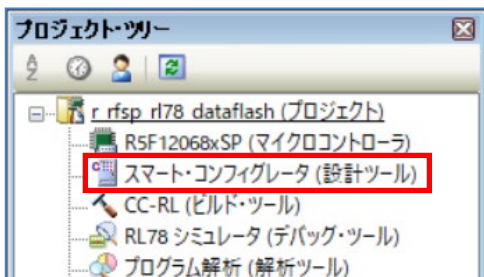 プロジェクト・ツリー
r_rfsp_rl78_dataflash (プロジェクト)
R5F12068xSP (マイクロコントローラ)
スマート・コンフィグレータ (設計ツール)
CC-RL (ビルド・ツール)
RL78 シミュレータ (デバッグ・ツール)
プログラム解析 (解析ツール)